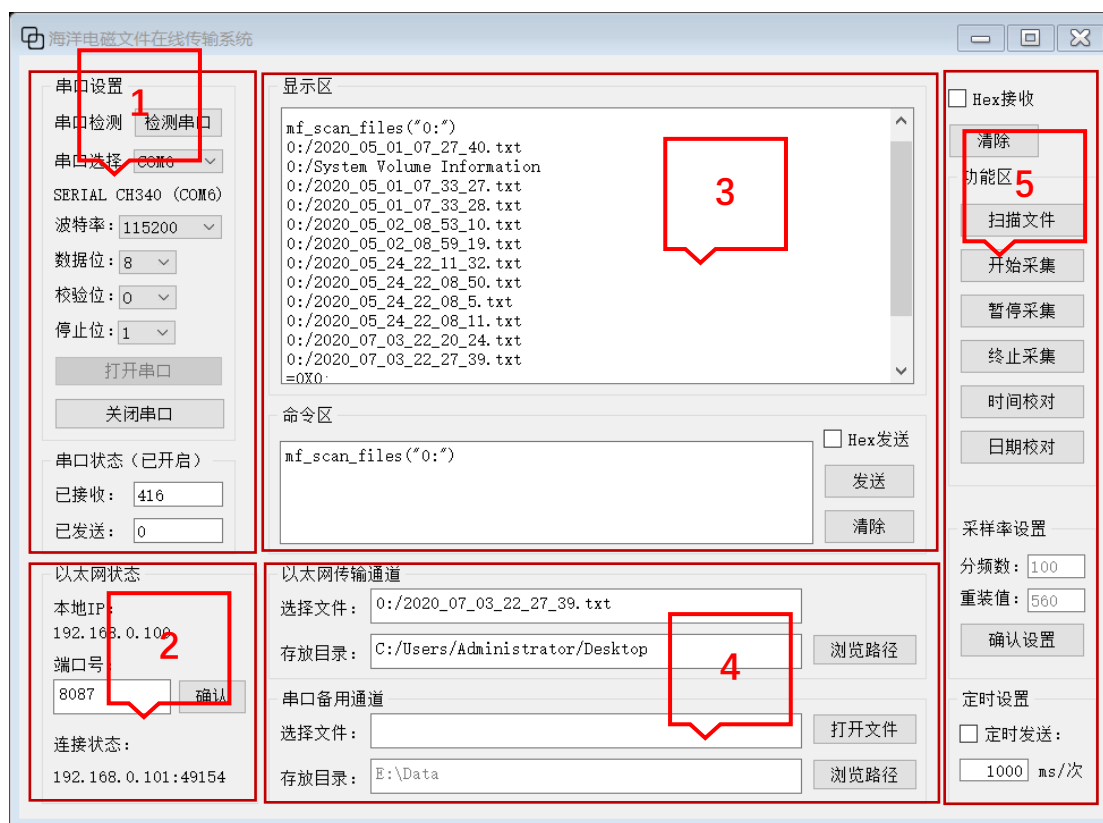 海洋电磁文件在线传输系统
串口设置
1
串口检测 检测串口
串口选择 COM6
SERIAL CH340 (COM6)
波特率: 115200
数据位: 8
校验位: 0
停止位: 1
打开串口
关闭串口
串口状态（已开启）
已接收: 416
已发送: 0
以太网状态
本地IP:
192.168.0.100
2
端口号:
8087 确认
连接状态:
192.168.0.101:49154
显示区
mf_scan_files("0:")
0:/2020_05_01_07_27_40.txt
0:/System Volume Information
0:/2020_05_01_07_33_27.txt
0:/2020_05_01_07_33_28.txt
0:/2020_05_02_08_53_10.txt
0:/2020_05_02_08_59_19.txt
0:/2020_05_24_22_11_32.txt
0:/2020_05_24_22_08_50.txt
0:/2020_05_24_22_08_5.txt
0:/2020_05_24_22_08_11.txt
0:/2020_07_03_22_20_24.txt
0:/2020_07_03_22_27_39.txt
=0X0;
3
命令区
mf_scan_files("0:")
Hex发送
发送
清除
以太网传输通道
选择文件: 0:/2020_07_03_22_27_39.txt
存放目录: C:/Users/Administrator/Desktop 浏览路径
4
串口备用通道
选择文件: 打开文件
存放目录: E:\Data 浏览路径
Hex接收
清除
功能区
5
扫描文件
开始采集
暂停采集
终止采集
时间校对
日期校对
采样率设置
分频数: 100
重装值: 560
确认设置
定时设置
定时发送:
1000 ms/次